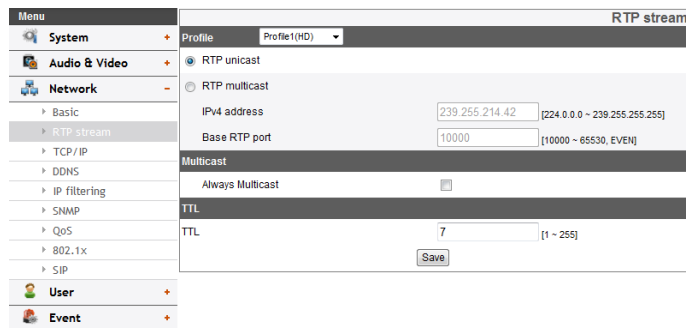 Menu
System +
Audio & Video +
Network -
Basic
RTP stream
TCP/IP
DDNS
IP filtering
SNMP
QoS
802.1x
SIP
User +
Event +
RTP stream
Profile Profile1(HD)
RTP unicast
RTP multicast
IPv4 address 239.255.214.42 [224.0.0.0 ~ 239.255.255.255]
Base RTP port 10000 [10000 ~ 65530, EVEN]
Multicast
Always Multicast
TTL
TTL 7 [1 ~ 255]
Save